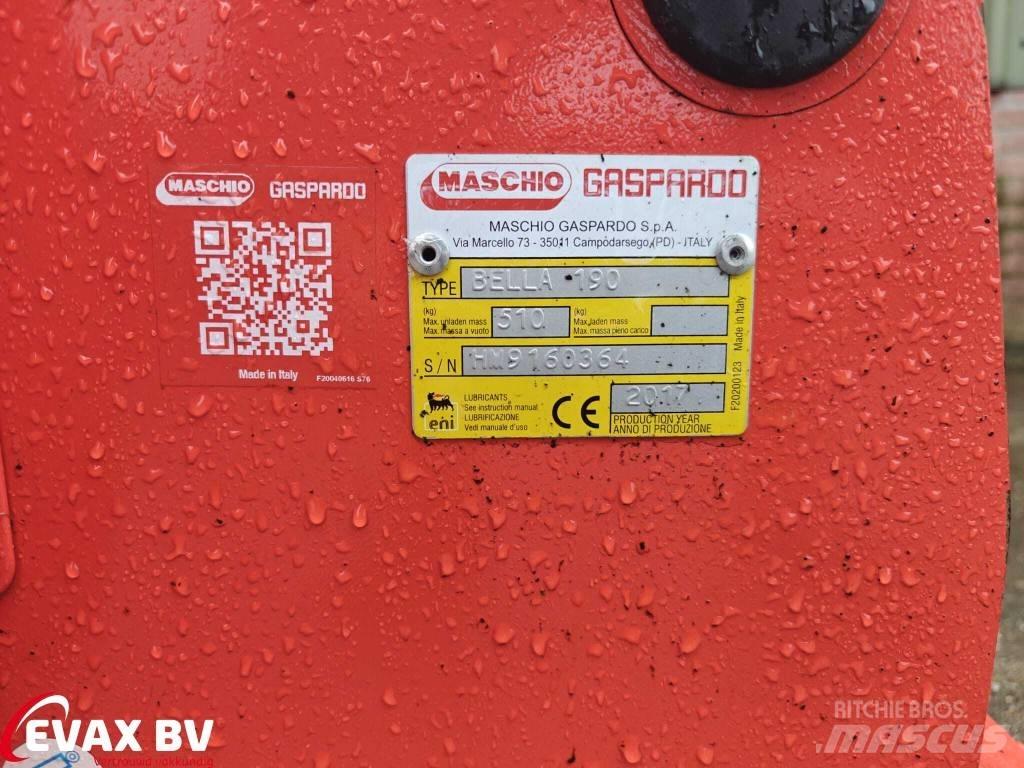 MASCHIO GASPARDO
Made in Italy F20040616 S76
MASCHIO GASPARDO
MASCHIO GASPARDO S.p.A.
Via Marcello 73 - 35011 Campodarsego (PD) - ITALY
TYPE BELLA 190
(kg)
Max. unladen mass
Max. massa a vuoto
510
(kg)
Max. laden mass
Max. massa pieno carico
S/N HM9160364
eni
LUBRICANTS
See instruction manual
LUBRIFICAZIONE
Vedi manuale d'uso
CE
2017
PRODUCTION YEAR
ANNO DI PRODUZIONE
F20200123 Made in Italy
EVAX BV
Vertrouwd vakkundig
RITCHIE BROS.
MASCUS